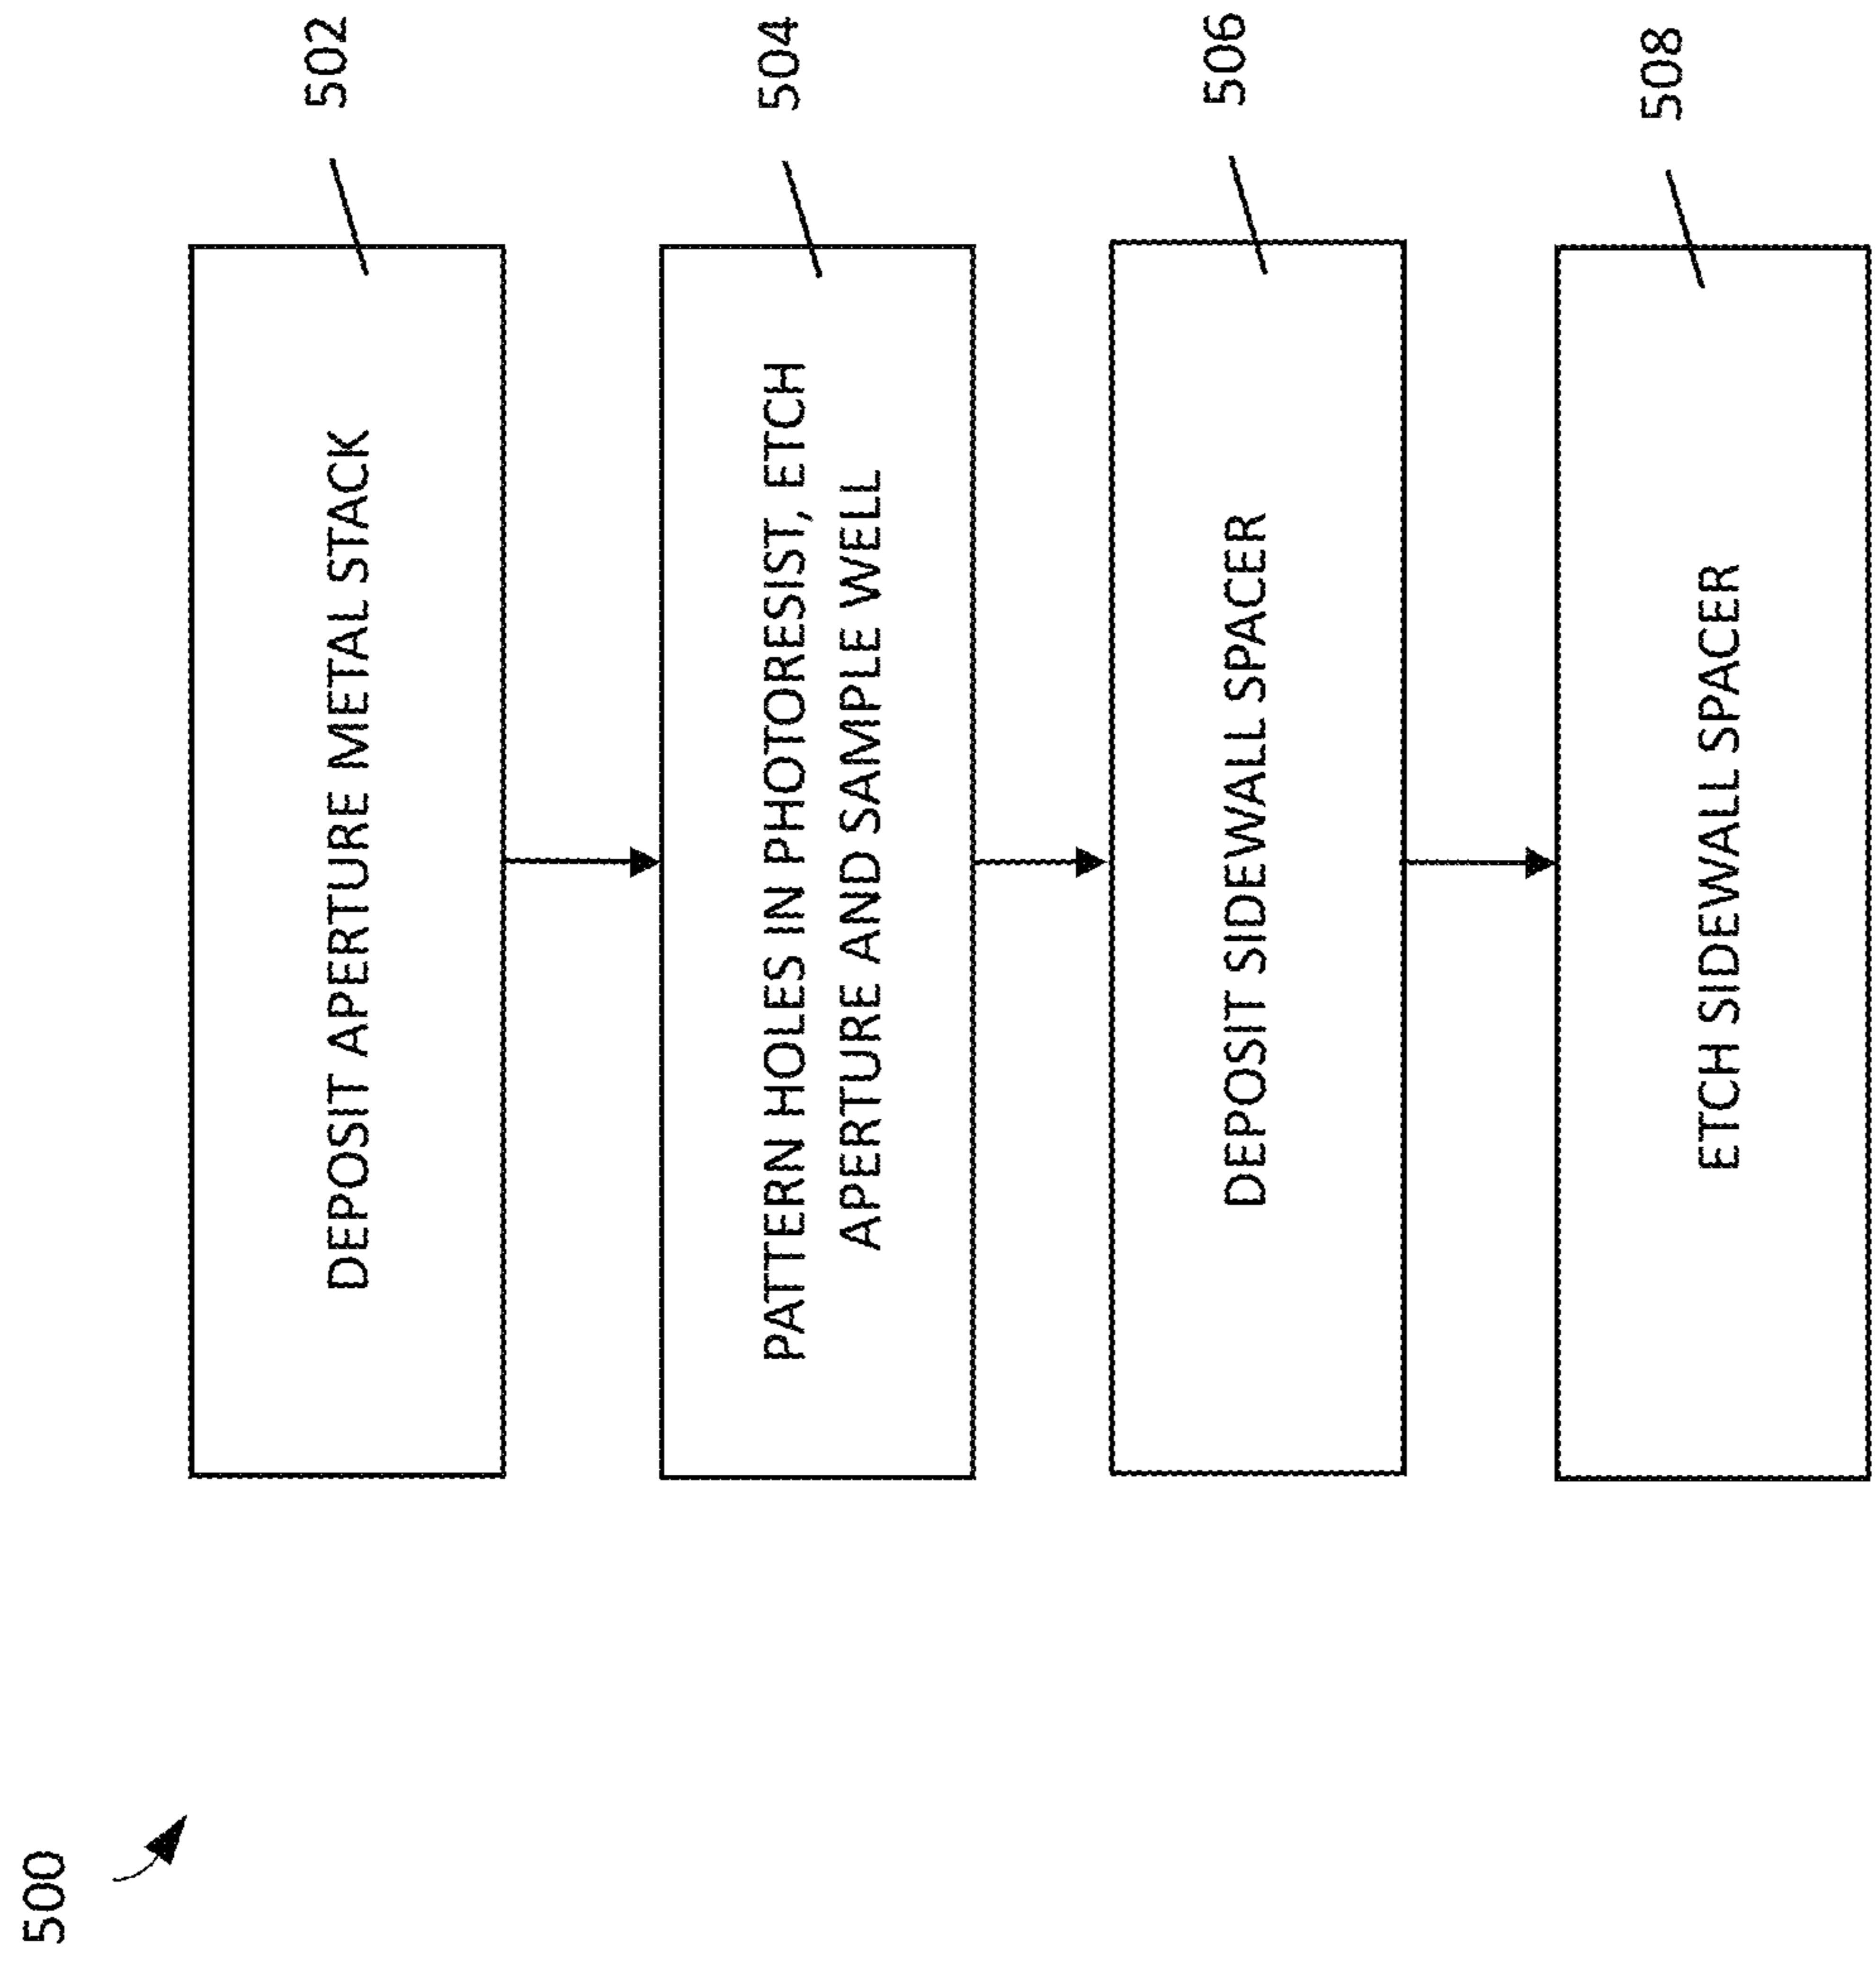 500
DEPOSIT APERTURE METAL STACK
502
PATTERN HOLES IN PHOTORESIST, ETCH
APERTURE AND SAMPLE WELL
504
DEPOSIT SIDEWALL SPACER
506
ETCH SIDEWALL SPACER
508